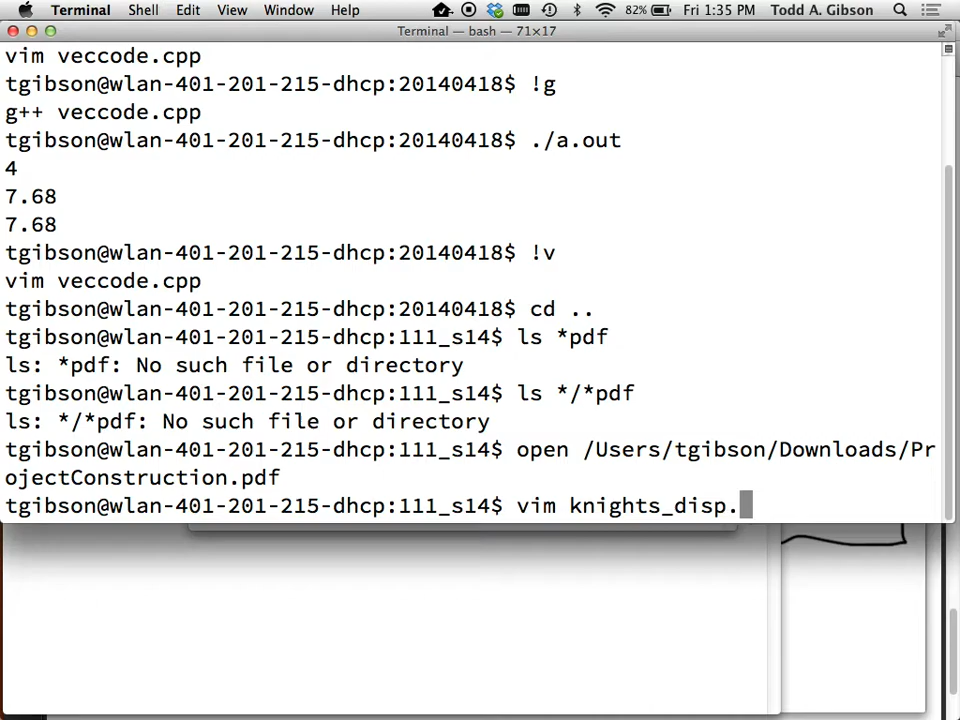 Terminal Shell Edit View Window Help 82% Fri 1:35 PM Todd A. Gibson
Terminal — bash — 71×17
vim veccode.cpp
tgibson@wlan-401-201-215-dhcp:20140418$ !g
g++ veccode.cpp
tgibson@wlan-401-201-215-dhcp:20140418$ ./a.out
4
7.68
7.68
tgibson@wlan-401-201-215-dhcp:20140418$ !v
vim veccode.cpp
tgibson@wlan-401-201-215-dhcp:20140418$ cd ..
tgibson@wlan-401-201-215-dhcp:111_s14$ ls *pdf
ls: *pdf: No such file or directory
tgibson@wlan-401-201-215-dhcp:111_s14$ ls */*pdf
ls: */*pdf: No such file or directory
tgibson@wlan-401-201-215-dhcp:111_s14$ open /Users/tgibson/Downloads/Pr
ojectConstruction.pdf
tgibson@wlan-401-201-215-dhcp:111_s14$ vim knights_disp.